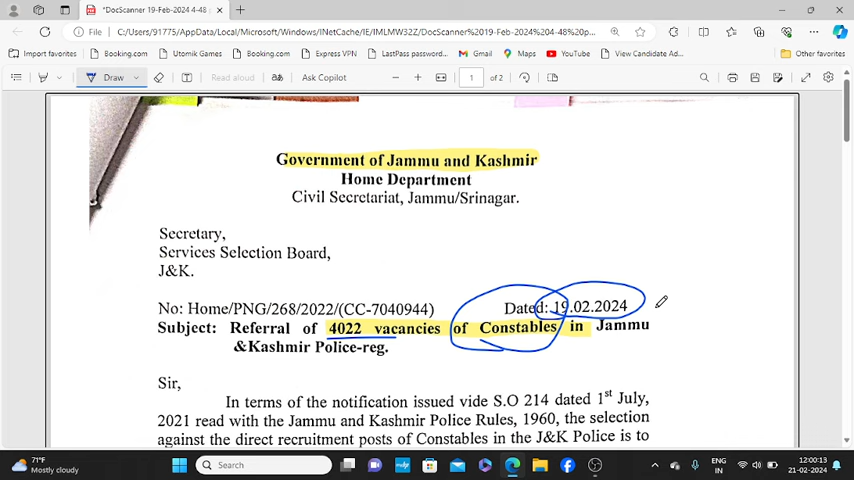 *DocScanner 19-Feb-2024 4-48 p
File
C:/Users/91775/AppData/Local/Microsoft/Windows/INetCache/IE/IMLMW32Z/DocScanner%2019-Feb%202024%204-48%20p...
Import favorites
Booking.com
Utomik Games
Booking.com
Express VPN
LastPass password...
Gmail
Maps
YouTube
View Cadetship App...
Other favorites
Draw
Read aloud
Ask Copilot
1
of 2
Government of Jammu and Kashmir
Home Department
Civil Secretariat, Jammu/Srinagar.
Secretary,
Services Selection Board,
J&K.
No: Home/PNG/268/2022/(CC-7040944) Dated: 19.02.2024
Subject: Referral of 4022 vacancies of Constables in Jammu
&Kashmir Police-reg.
Sir,
In terms of the notification issued vide S.O 214 dated 1st July,
2021 read with the Jammu and Kashmir Police Rules, 1960, the selection
against the direct recruitment posts of Constables in the J&K Police is to
71°F
Mostly cloudy
Search
ENG
IN
12:00:13
21-02-2024